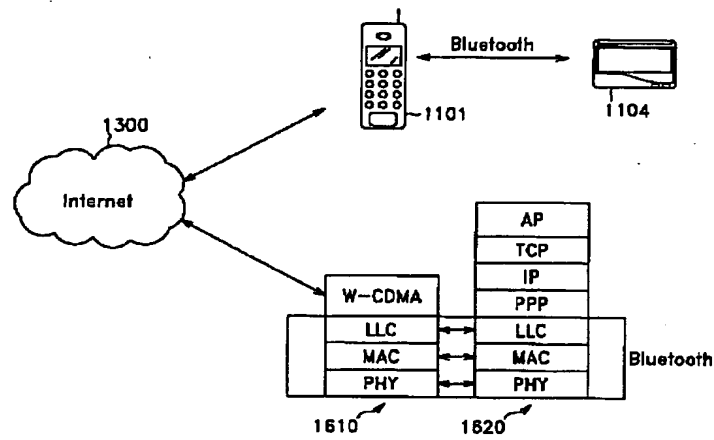 Bluetooth
1300
1101
1104
Internet
AP
TCP
IP
W-CDMA
PPP
LLC
LLC
MAC
MAC
Bluetooth
PHY
PHY
1610
1620